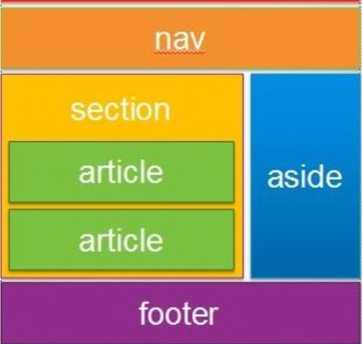 nav
section
article
article
aside
footer